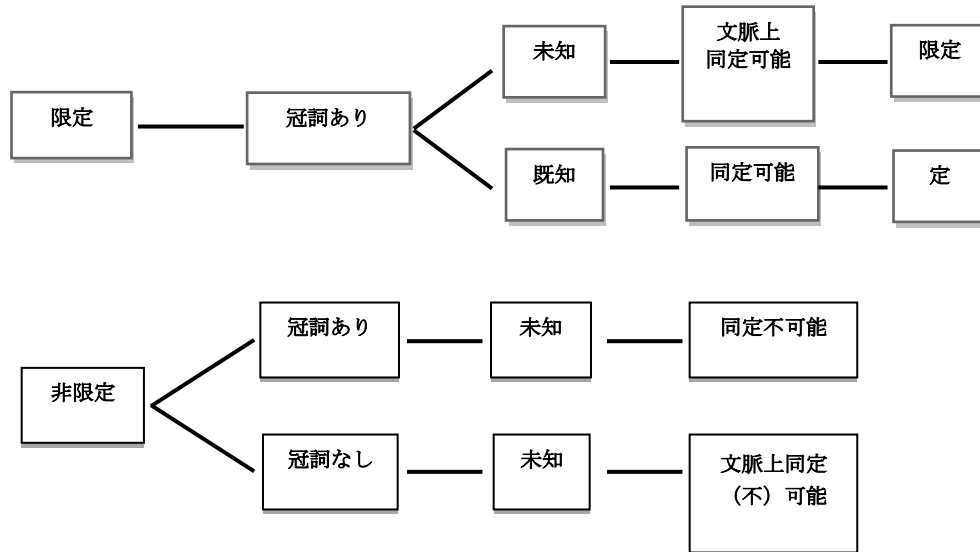 限定
冠詞あり
未知
文脈上
同定可能
限定
既知
同定可能
定
非限定
冠詞あり
未知
同定不可能
冠詞なし
未知
文脈上同定
（不）可能